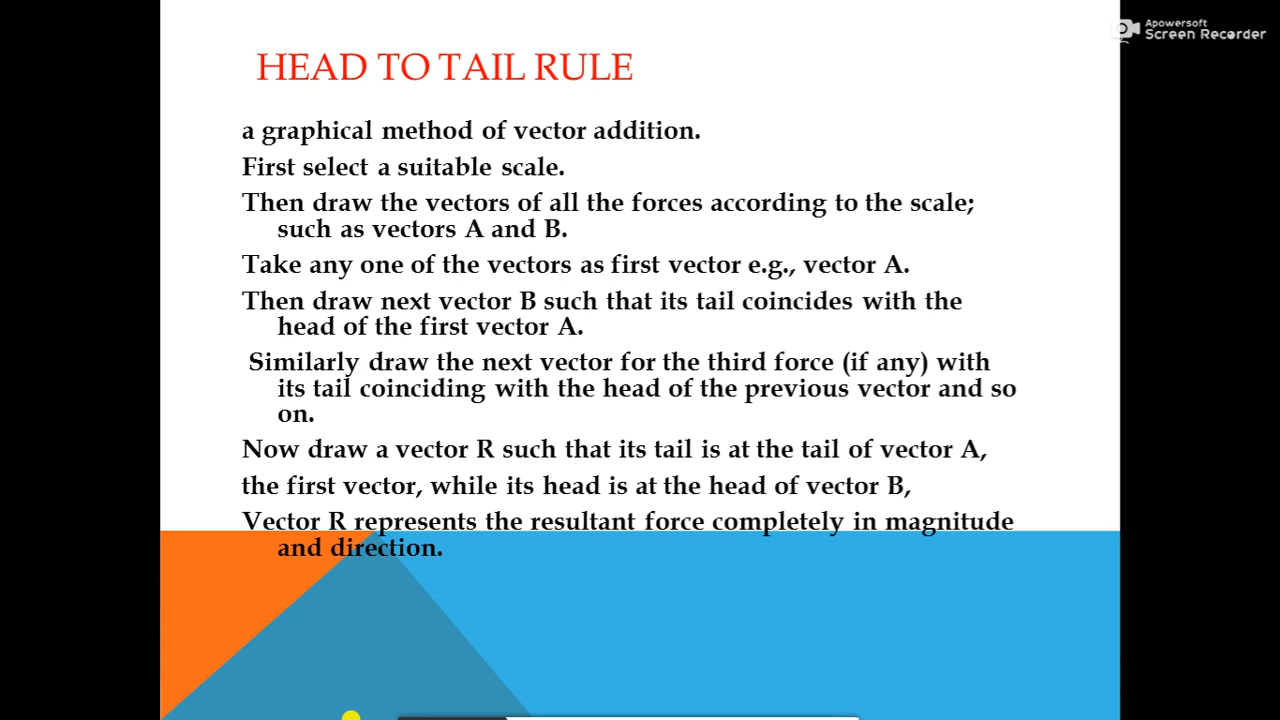 Apowersoft
Screen Recorder
HEAD TO TAIL RULE
a graphical method of vector addition.
First select a suitable scale.
Then draw the vectors of all the forces according to the scale;
such as vectors A and B.
Take any one of the vectors as first vector e.g., vector A.
Then draw next vector B such that its tail coincides with the
head of the first vector A.
Similarly draw the next vector for the third force (if any) with
its tail coinciding with the head of the previous vector and so
on.
Now draw a vector R such that its tail is at the tail of vector A,
the first vector, while its head is at the head of vector B,
Vector R represents the resultant force completely in magnitude
and direction.